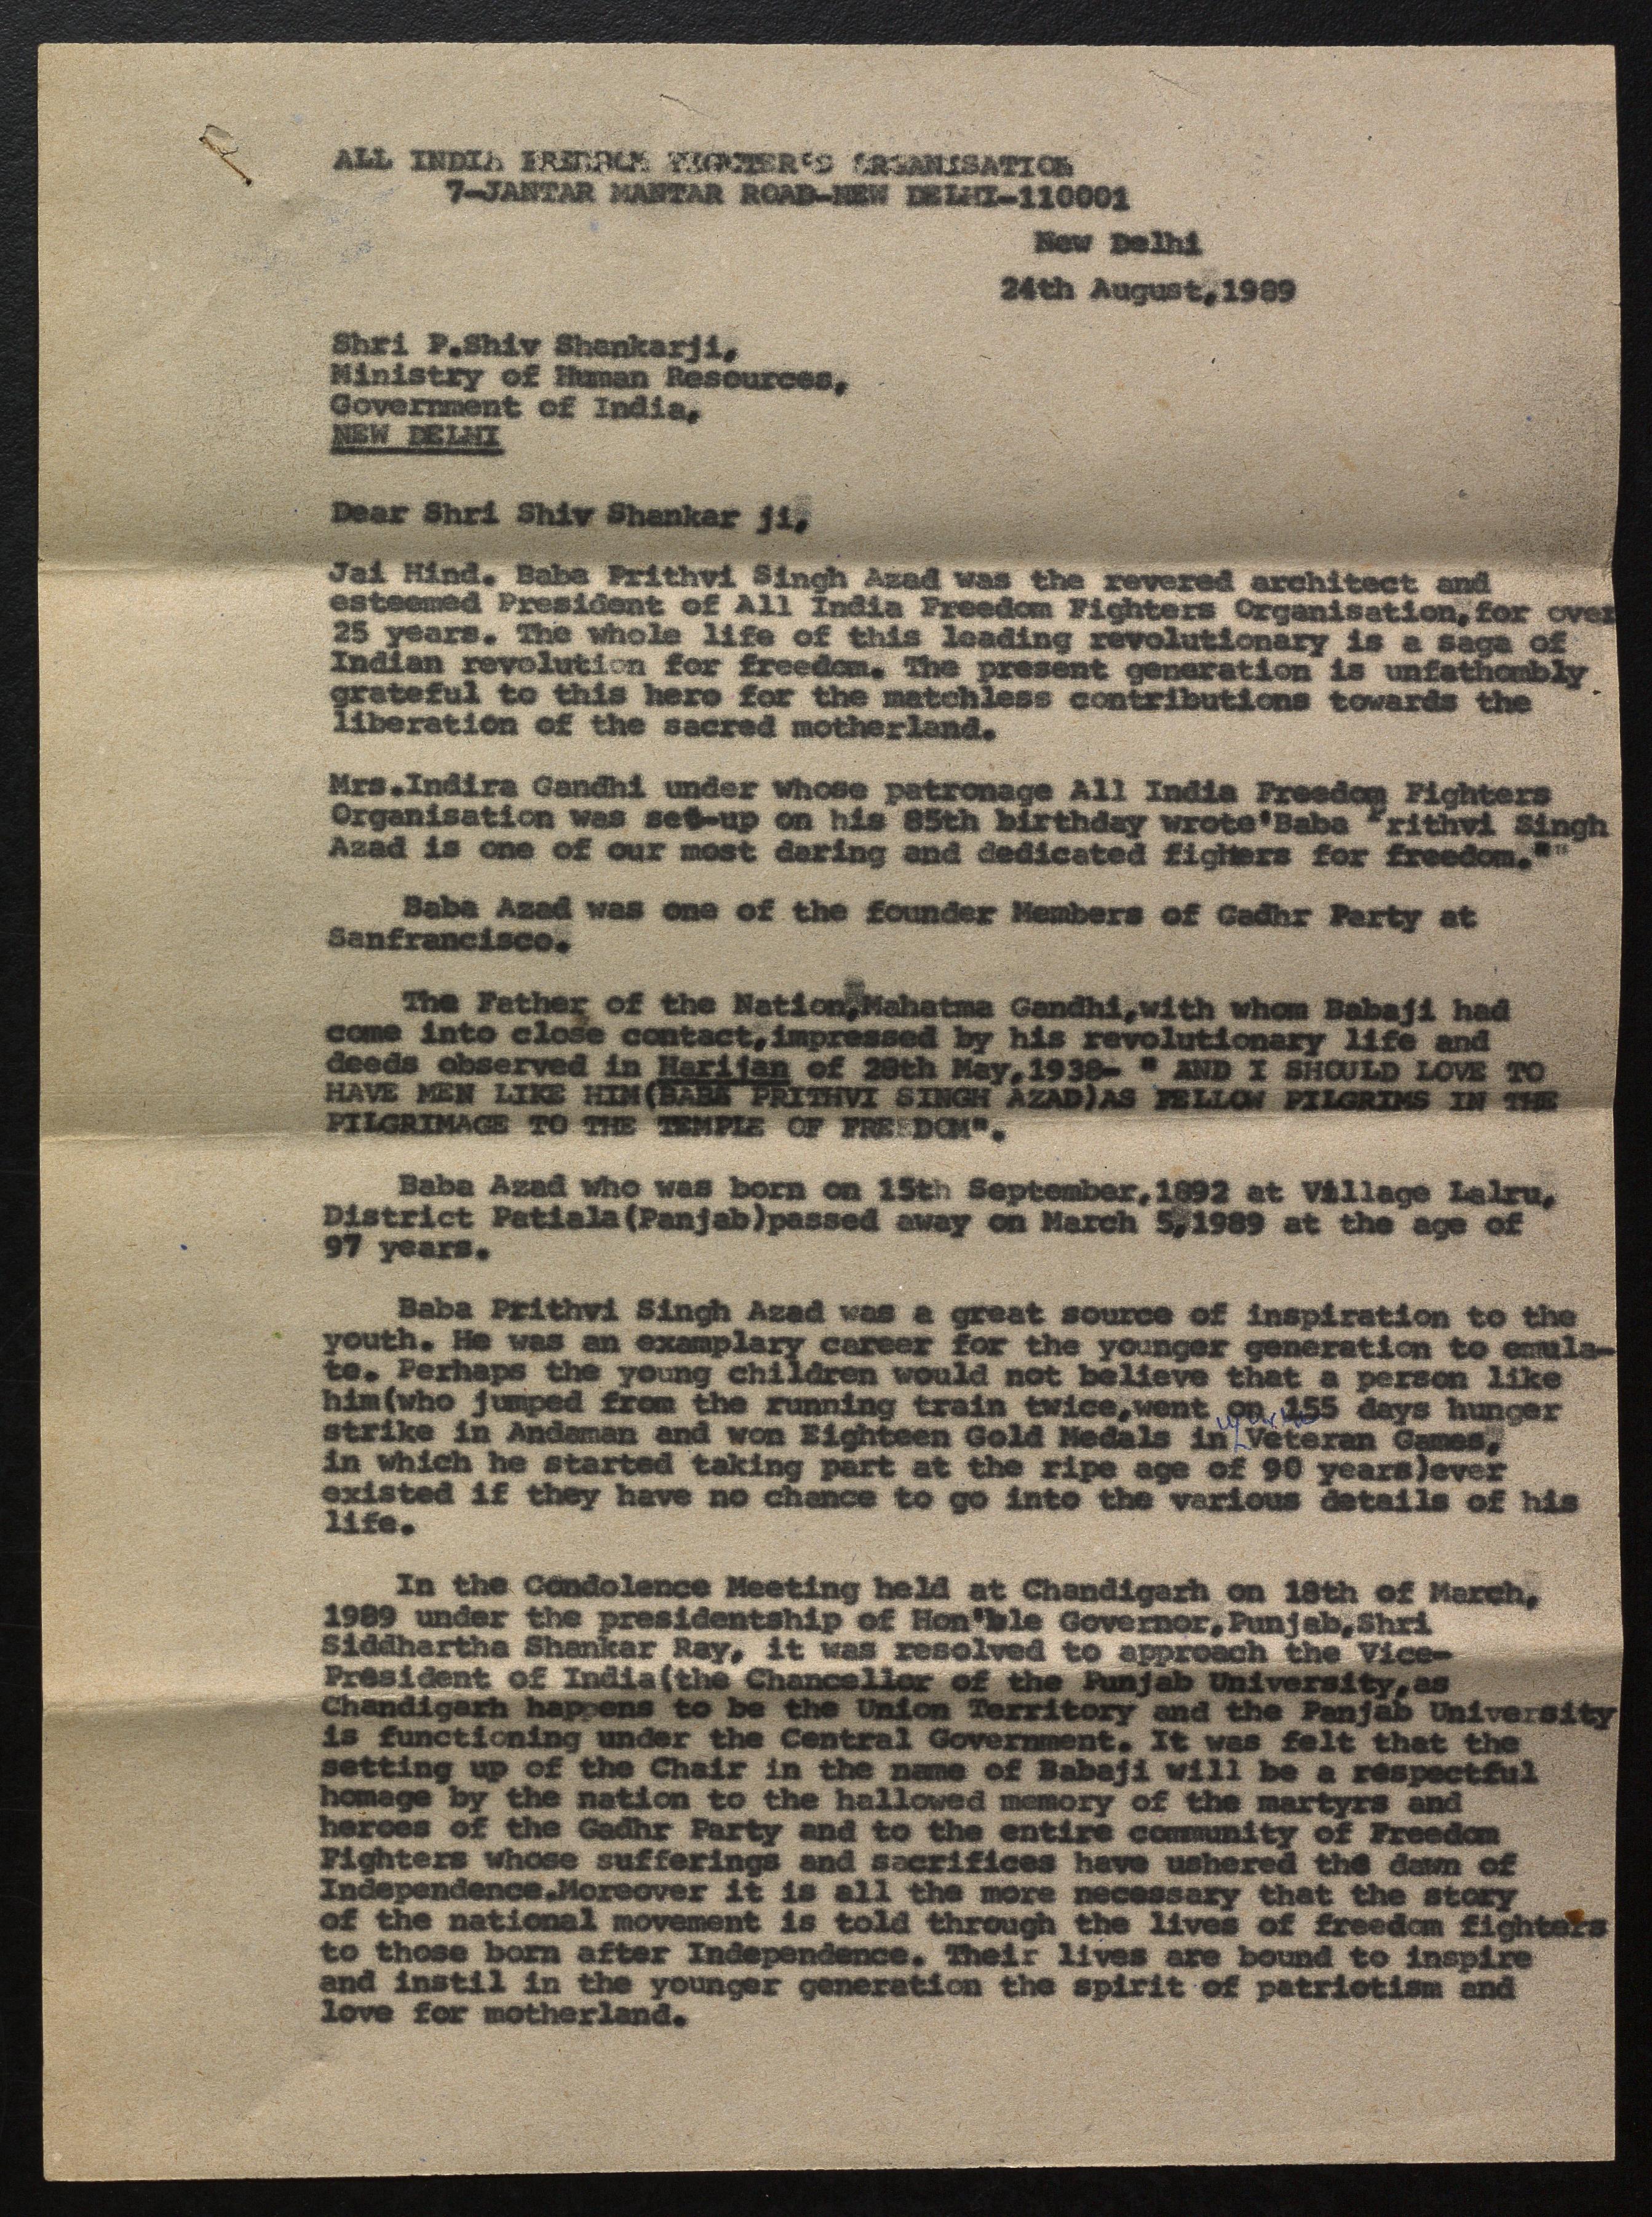 ALL INDIA FREEDOM FIGHTER'S ORGANISATION
7-JANTAR MANTAR ROAD-NEW DELHI-110001
New Delhi
24th August,1989
Shri P.Shiv Shankarji,
Ministry of Human Resources,
Government of India,
NEW DELHI
Dear Shri Shiv Shankar ji,
Jai Hind. Baba Prithvi Singh Azad was the revered architect and
esteemed President of All India Freedom Fighters Organisation,for over
25 years. The whole life of this leading revolutionary is a saga of
Indian revolution for freedom. The present generation is unfathombly
grateful to this hero for the matchless contributions towards the
liberation of the sacred motherland.
Mrs.Indira Gandhi under whose patronage All India Freedom Fighters
Organisation was set-up on his 85th birthday wrote"Baba Prithvi Singh
Azad is one of our most daring and dedicated fighters for freedom.""
Baba Azad was one of the founder Members of Gadhr Party at
Sanfrancisco.
The Father of the Nation,Mahatma Gandhi,with whom Babaji had
come into close contact,impressed by his revolutionary life and
deeds observed in Harijan of 28th May,1938- " AND I SHOULD LOVE TO
HAVE MEN LIKE HIM(BABA PRITHVI SINGH AZAD)AS FELLOW PILGRIMS IN THE
PILGRIMAGE TO THE TEMPLE OF FREEDOM".
Baba Azad who was born on 15th September,1892 at Village Lalru,
District Patiala(Panjab)passed away on March 5,1989 at the age of
97 years.
Baba Prithvi Singh Azad was a great source of inspiration to the
youth. He was an examplary career for the younger generation to emula-
te. Perhaps the young children would not believe that a person like
him(who jumped from the running train twice,went on 155 days hunger
strike in Andaman and won Eighteen Gold Medals in Veteran Games,
in which he started taking part at the ripe age of 90 years)ever
existed if they have no chance to go into the various details of his
life.
In the Condolence Meeting held at Chandigarh on 18th of March,
1989 under the presidentship of Hon'ble Governor,Punjab,Shri
Siddhartha Shankar Ray, it was resolved to approach the Vice-
President of India(the Chancellor of the Punjab University,as
Chandigarh happens to be the Union Territory and the Panjab University
is functioning under the Central Government. It was felt that the
setting up of the Chair in the name of Babaji will be a respectful
homage by the nation to the hallowed memory of the martyrs and
heroes of the Gadhr Party and to the entire community of Freedom
Fighters whose sufferings and sacrifices have ushered the dawn of
Independence.Moreover it is all the more necessary that the story
of the national movement is told through the lives of freedom fighters
to those born after Independence. Their lives are bound to inspire
and instil in the younger generation the spirit of patriotism and
love for motherland.